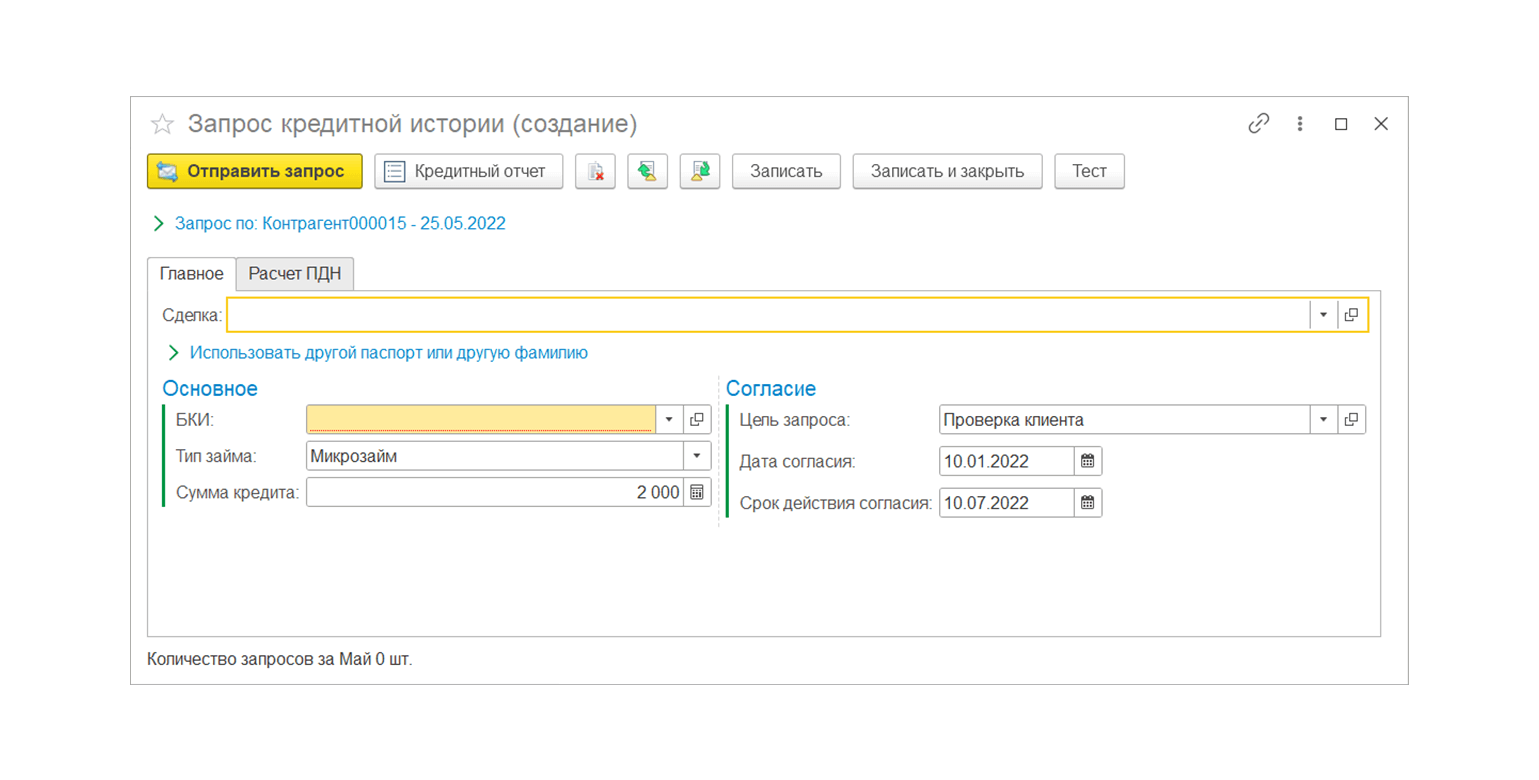 Запрос кредитной истории (создание)
Отправить запрос Кредитный отчет Записать Записать и закрыть Тест
Запрос по: Контрагент000015 - 25.05.2022
Главное Расчет ПДН
Сделка:
Использовать другой паспорт или другую фамилию
Основное Согласие
БКИ: Цель запроса: Проверка клиента
Тип займа: Микрозайм Дата согласия: 10.01.2022
Сумма кредита: 2 000 Срок действия согласия: 10.07.2022
Количество запросов за Май 0 шт.